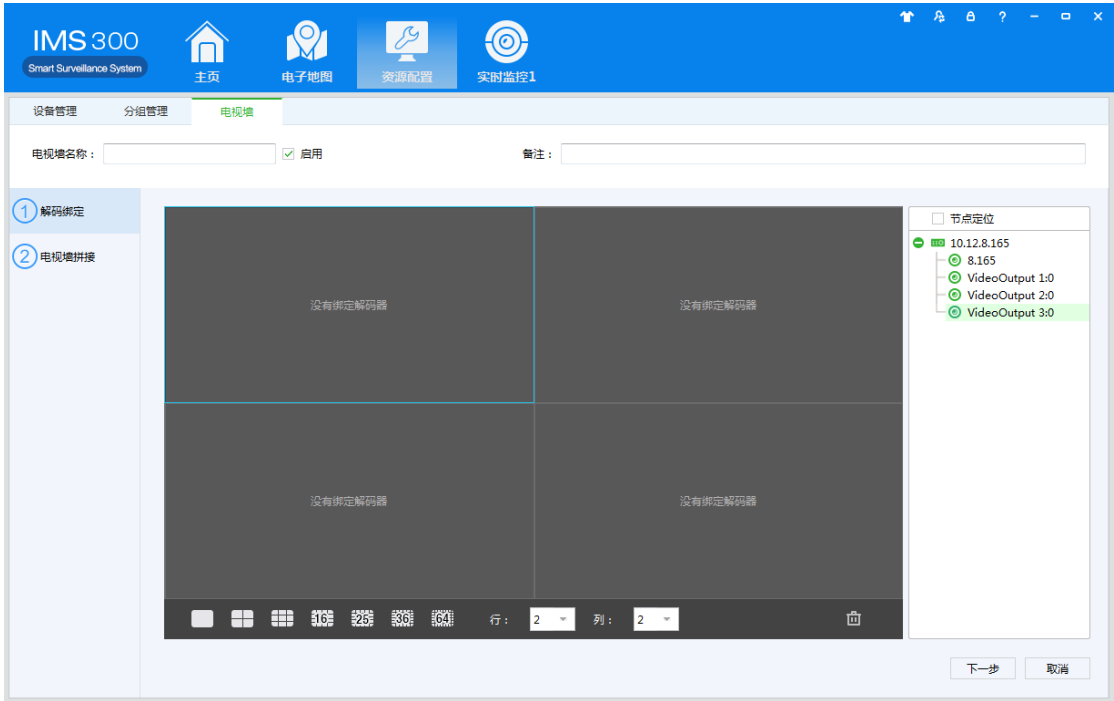 IMS 300
Smart Surveillance System
主页
电子地图
资源配置
实时监控1
设备管理
分组管理
电视墙
电视墙名称：
启用
备注：
1 解码绑定
2 电视墙拼接
没有绑定解码器
没有绑定解码器
没有绑定解码器
没有绑定解码器
16 25 36 64 行： 2 列： 2
节点定位
10.12.8.165
8.165
VideoOutput 1:0
VideoOutput 2:0
VideoOutput 3:0
下一步
取消